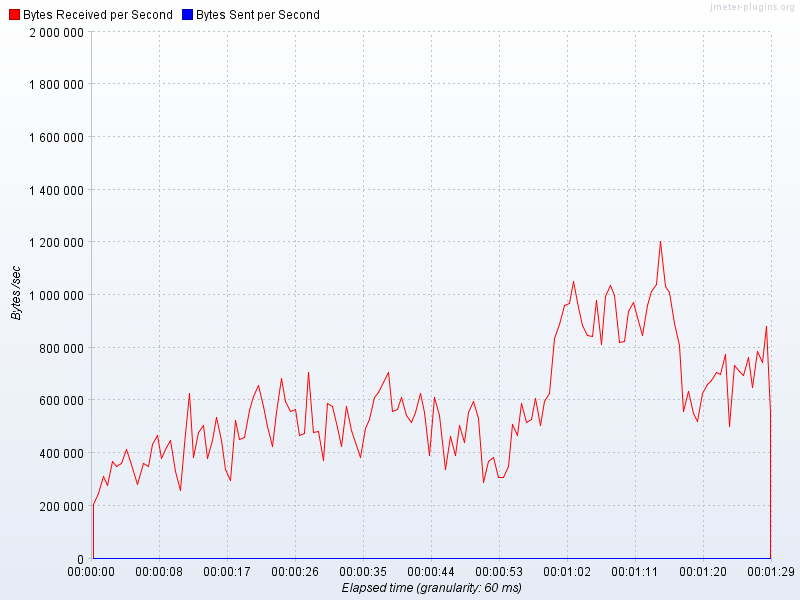 jmeter-plugins.org
Bytes Received per Second Bytes Sent per Second
2 000 000
1 800 000
1 600 000
1 400 000
1 200 000
1 000 000
800 000
600 000
400 000
200 000
0
Bytes /sec
00:00:00 00:00:08 00:00:17 00:00:26 00:00:35 00:00:44 00:00:53 00:01:02 00:01:11 00:01:20 00:01:29
Elapsed time (granularity: 60 ms)